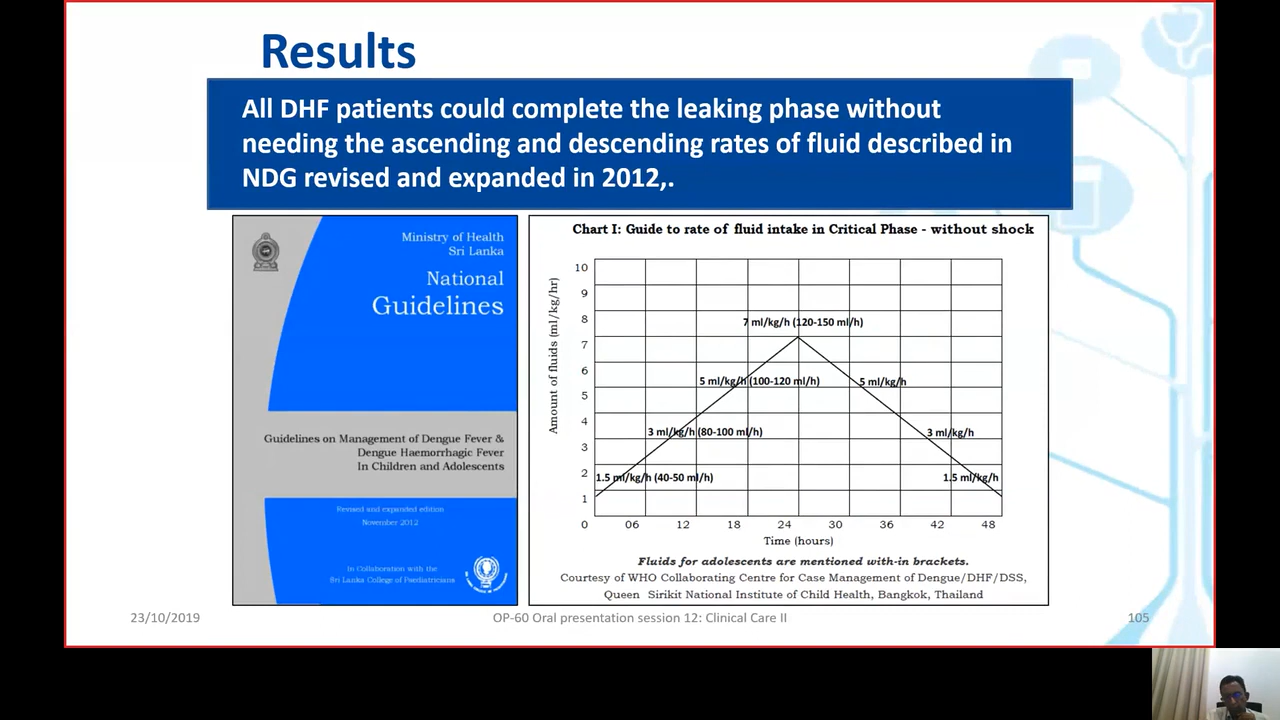 Results
All DHF patients could complete the leaking phase without
needing the ascending and descending rates of fluid described in
NDG revised and expanded in 2012,.
Ministry of Health
Sri Lanka
National
Guidelines
Guidelines on Management of Dengue Fever &
Dengue Haemorrhagic Fever
In Children and Adolescents
Revised and expanded edition
November 2012
In Collaboration with the
Sri Lanka College of Paediatricians
Chart I: Guide to rate of fluid intake in Critical Phase - without shock
Amount of fluids (ml/kg/hr)
10
9
8
7
6
5
4
3
2
1
0
7 ml/kg/h (120-150 ml/h)
5 ml/kg/h (100-120 ml/h)
5 ml/kg/h
3 ml/kg/h (80-100 ml/h)
3 ml/kg/h
1.5 ml/kg/h (40-50 ml/h)
1.5 ml/kg/h
06 12 18 24 30 36 42 48
Time (hours)
Fluids for adolescents are mentioned with-in brackets.
Courtesy of WHO Collaborating Centre for Case Management of Dengue/DHF/DSS,
Queen Sirikit National Institute of Child Health, Bangkok, Thailand
23/10/2019
OP-60 Oral presentation session 12: Clinical Care II
105